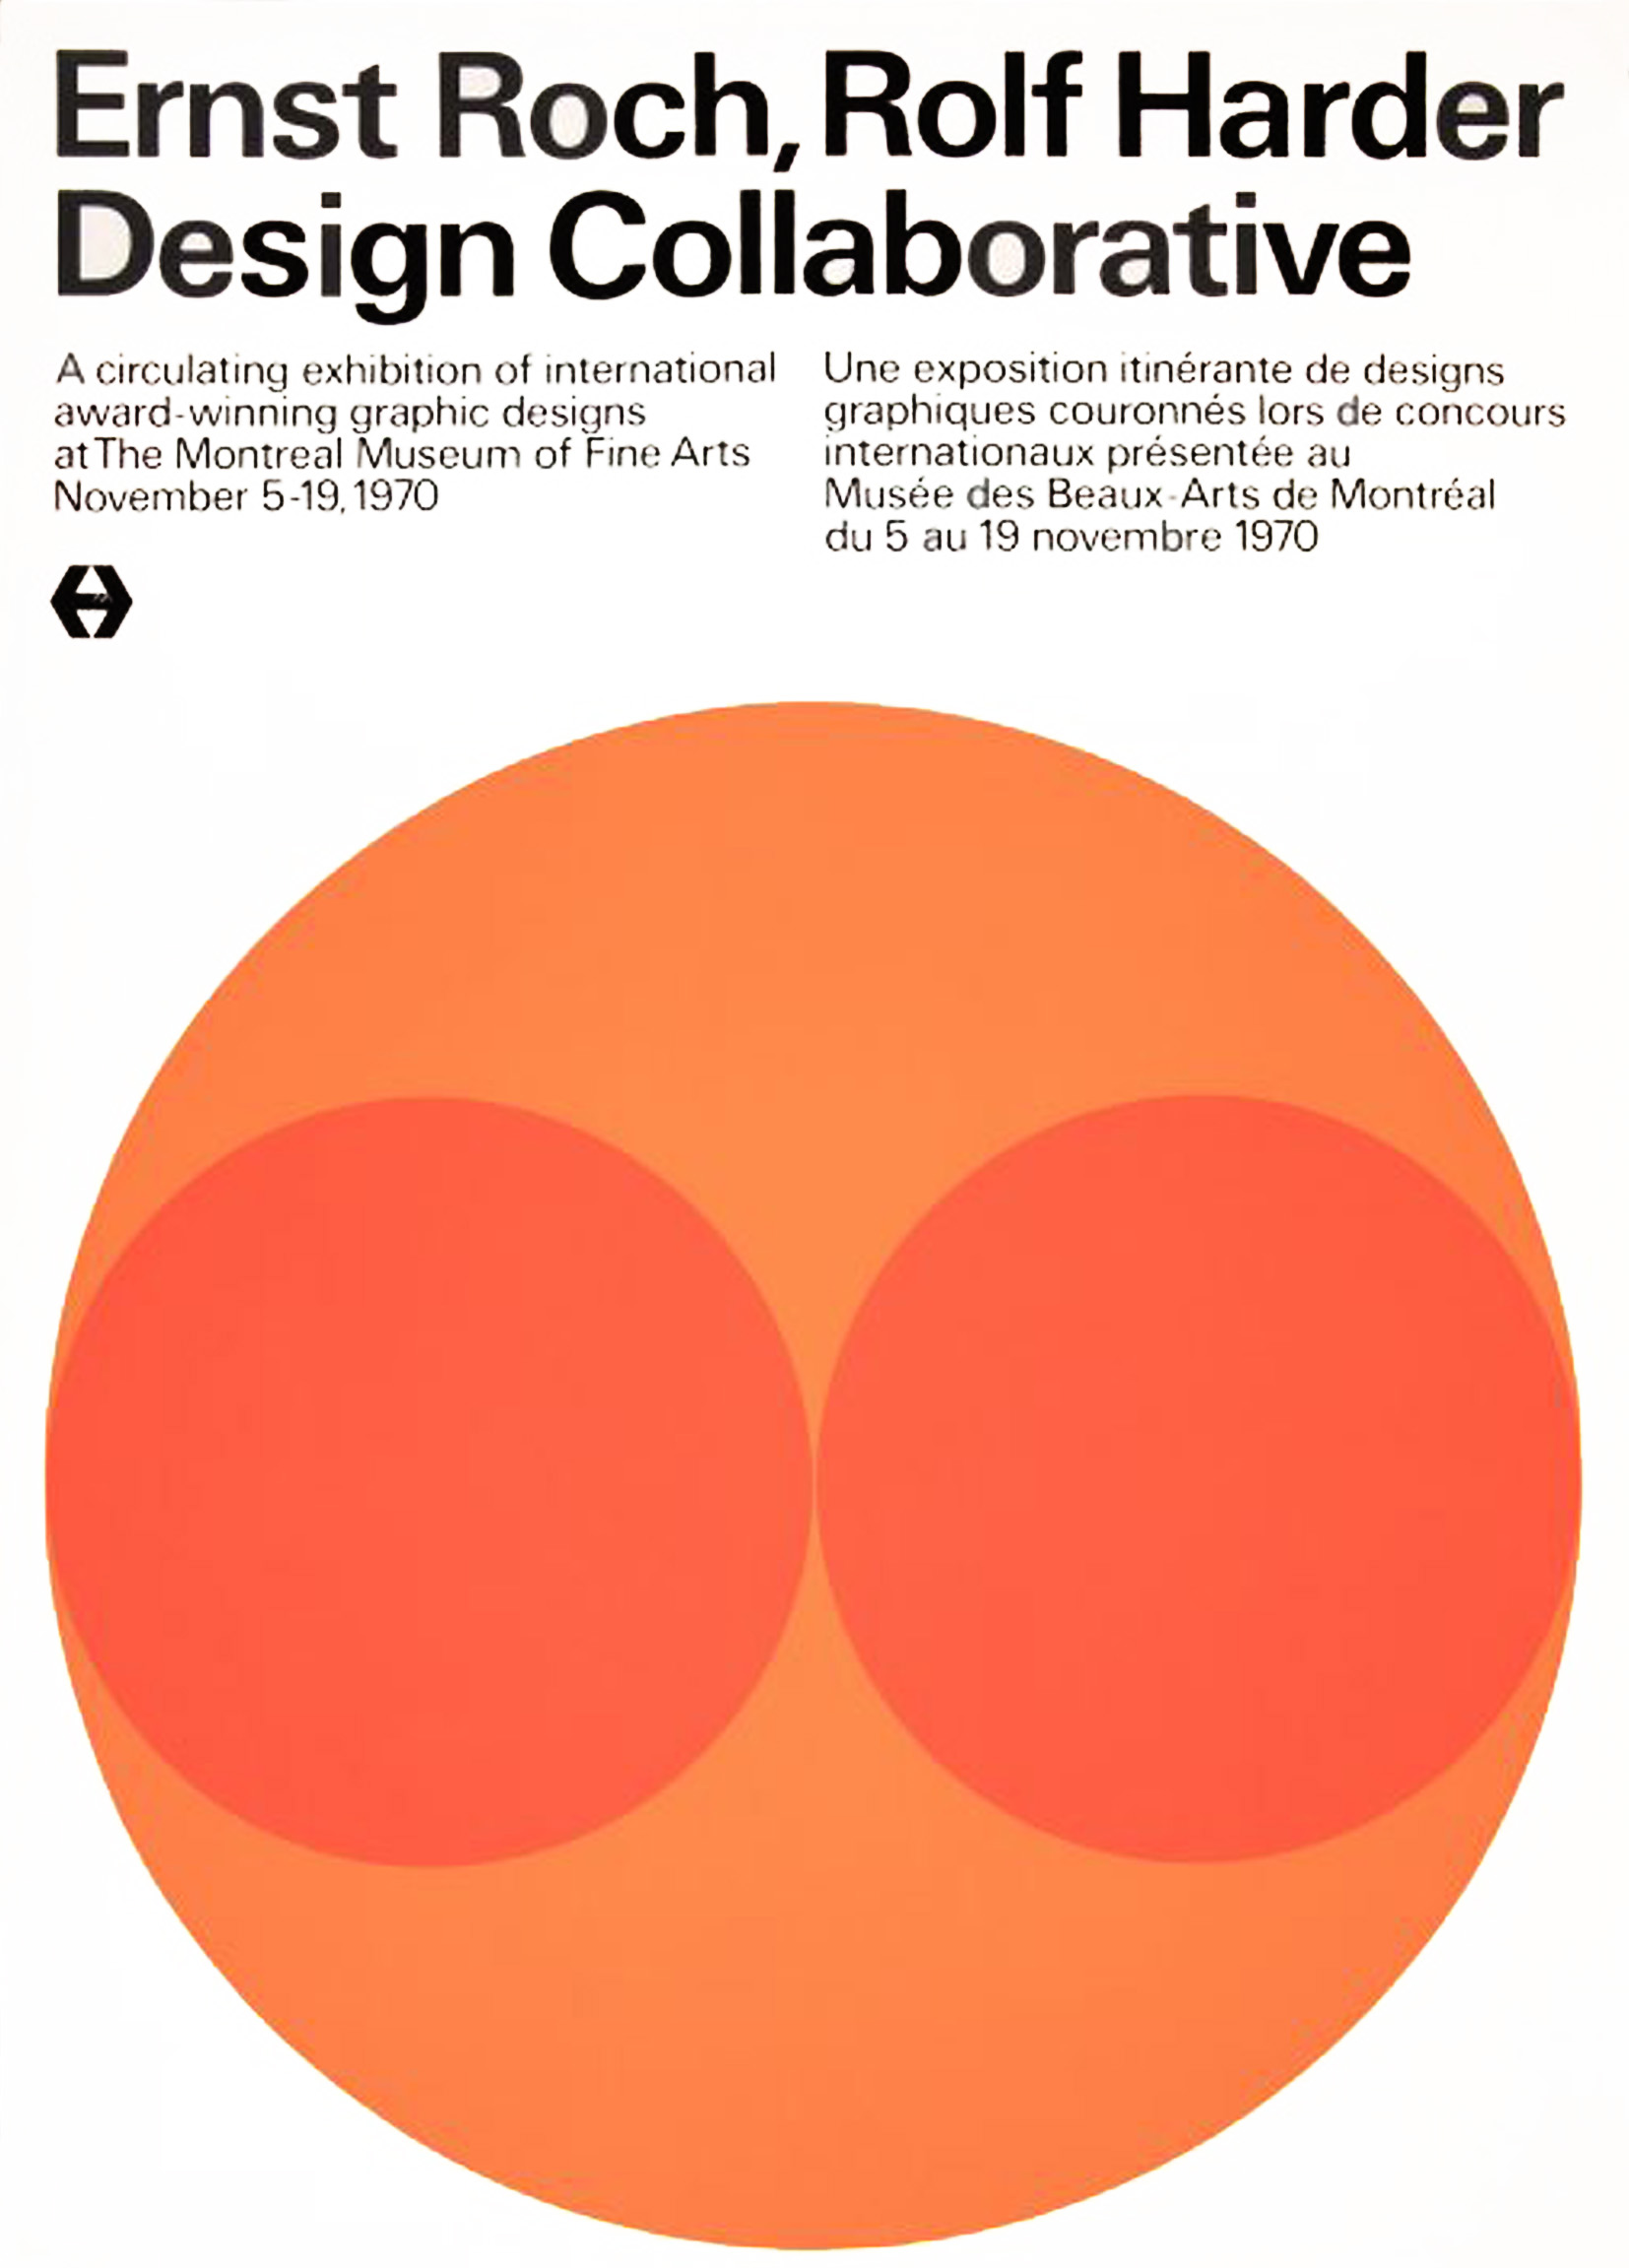 Ernst Roch, Rolf Harder
Design Collaborative
A circulating exhibition of international
award-winning graphic designs
at The Montreal Museum of Fine Arts
November 5-19, 1970
Une exposition itinérante de designs
graphiques couronnés lors de concours
internationaux présentée au
Musée des Beaux-Arts de Montréal
du 5 au 19 novembre 1970